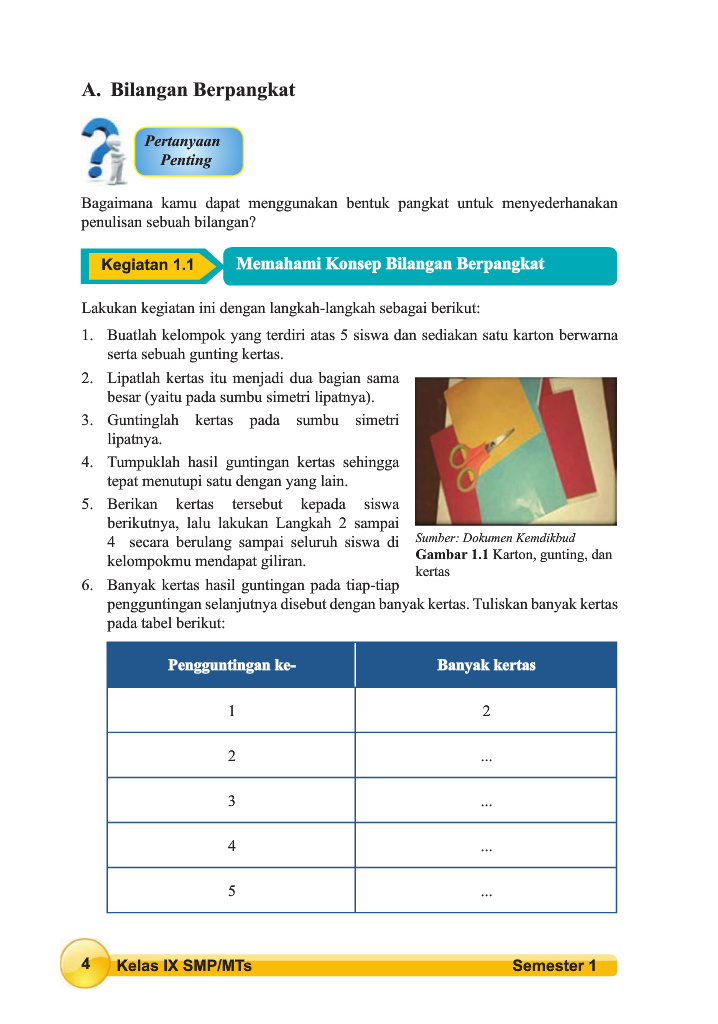 A. Bilangan Berpangkat
Pertanyaan
Penting
Bagaimana kamu dapat menggunakan bentuk pangkat untuk menyederhanakan
penulisan sebuah bilangan?
Kegiatan 1.1
Memahami Konsep Bilangan Berpangkat
Lakukan kegiatan ini dengan langkah-langkah sebagai berikut:
1. Buatlah kelompok yang terdiri atas 5 siswa dan sediakan satu karton berwarna
serta sebuah gunting kertas.
2. Lipatlah kertas itu menjadi dua bagian sama
besar (yaitu pada sumbu simetri lipatnya).
3. Guntinglah kertas pada sumbu simetri
lipatnya.
4. Tumpuklah hasil guntingan kertas sehingga
tepat menutupi satu dengan yang lain.
5. Berikan kertas tersebut kepada siswa
berikutnya, lalu lakukan Langkah 2 sampai
4 secara berulang sampai seluruh siswa di
kelompokmu mendapat giliran.
Sumber: Dokumen Kemdikbud
Gambar 1.1 Karton, gunting, dan
kertas
6. Banyak kertas hasil guntingan pada tiap-tiap
pengguntingan selanjutnya disebut dengan banyak kertas. Tuliskan banyak kertas
pada tabel berikut:
Pengguntingan ke- Banyak kertas
1 2
2 ...
3 ...
4 ...
5 ...
4 Kelas IX SMP/MTs Semester 1